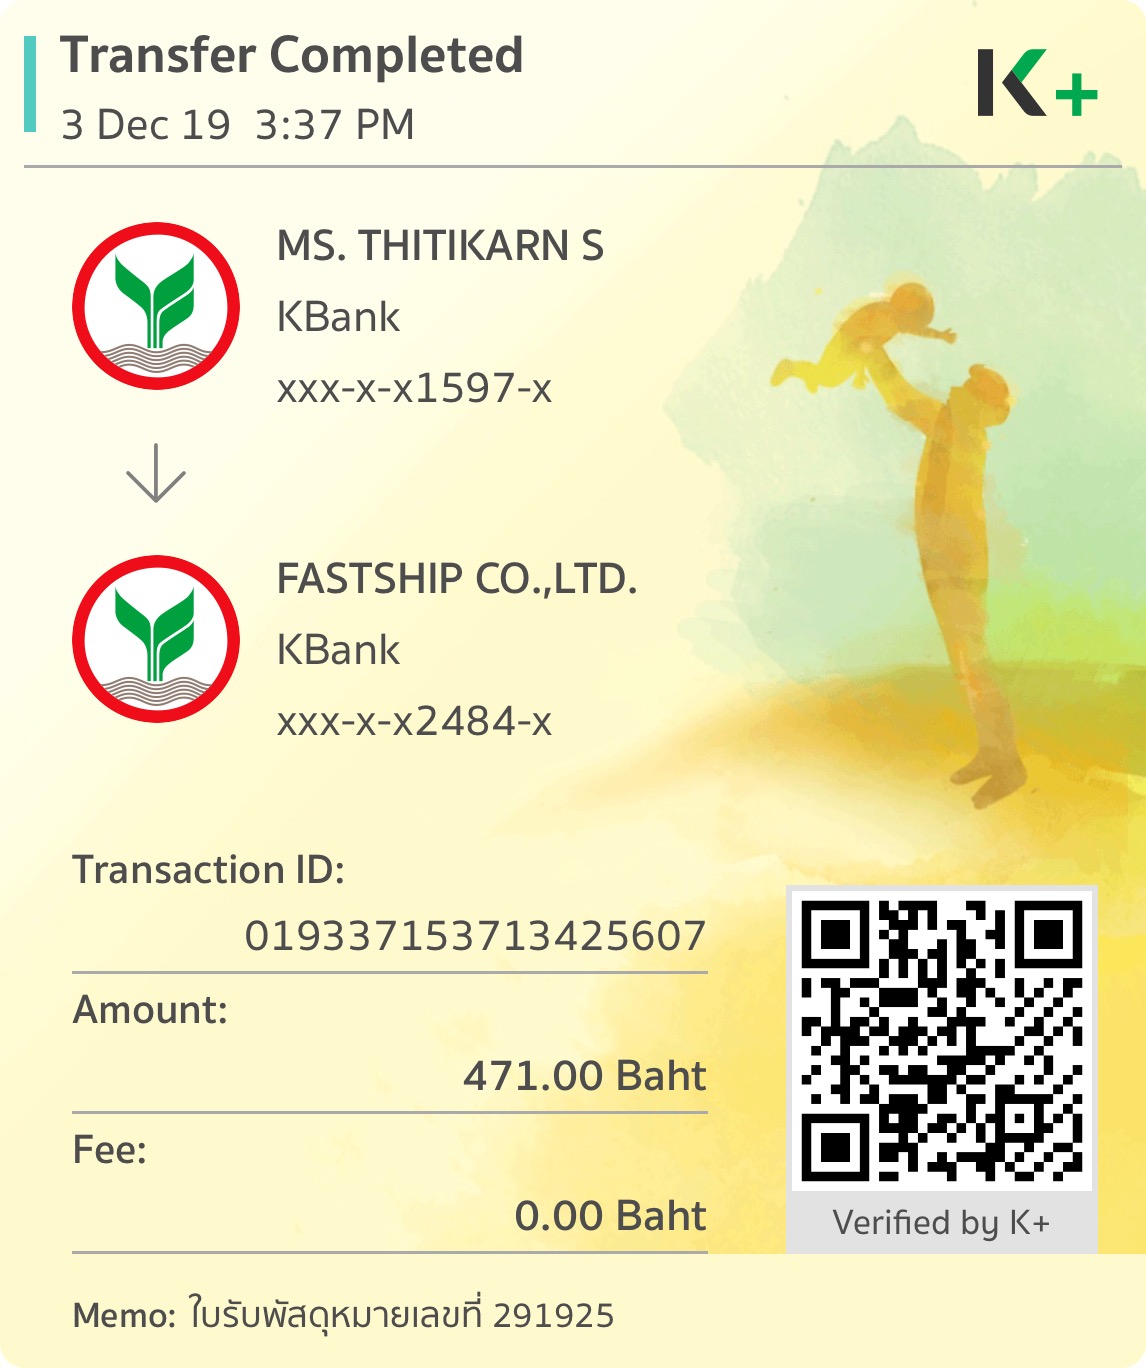 Transfer Completed
3 Dec 19  3:37 PM
K+
MS. THITIKARN S
KBank
xxx-x-x1597-x
FASTSHIP CO.,LTD.
KBank
xxx-x-x2484-x
Transaction ID:
019337153713425607
Amount:
471.00 Baht
Fee:
0.00 Baht
Verified by K+
Memo: ใบรับพัสดุหมายเลขที่ 291925